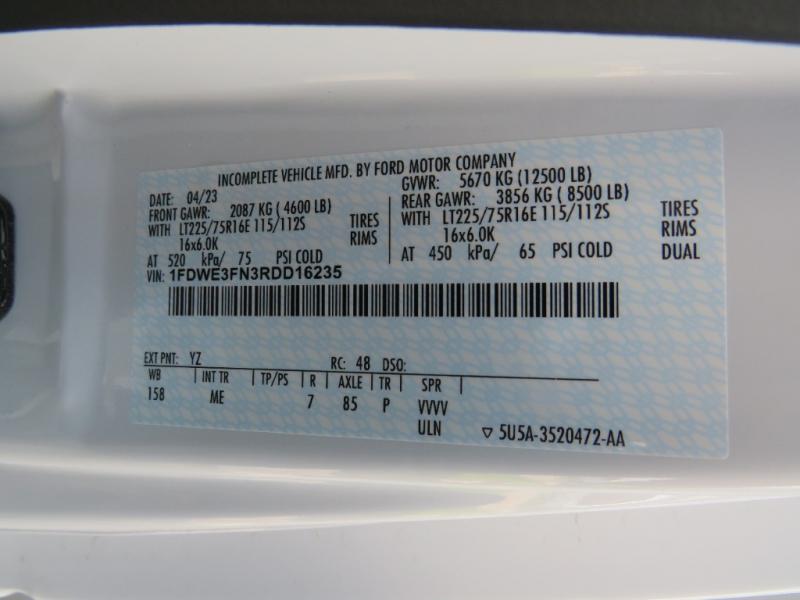 INCOMPLETE VEHICLE MFD. BY FORD MOTOR COMPANY
DATE: 04/23 GVWR: 5670 KG (12500 LB)
FRONT GAWR: 2087 KG ( 4600 LB) REAR GAWR: 3856 KG ( 8500 LB)
WITH LT225/75R16E 115/112S TIRES WITH LT225/75R16E 115/112S TIRES
16x6.0K RIMS 16x6.0K RIMS
AT 520 kPa/ 75 PSI COLD AT 450 kPa/ 65 PSI COLD DUAL
VIN: 1FDWE3FN3RDD16235
EXT PNT: YZ RC: 48 DSO:
WB INT TR TP/PS R AXLE TR SPR
158 ME 7 85 P VVVV
ULN ▽ 5U5A-3520472-AA